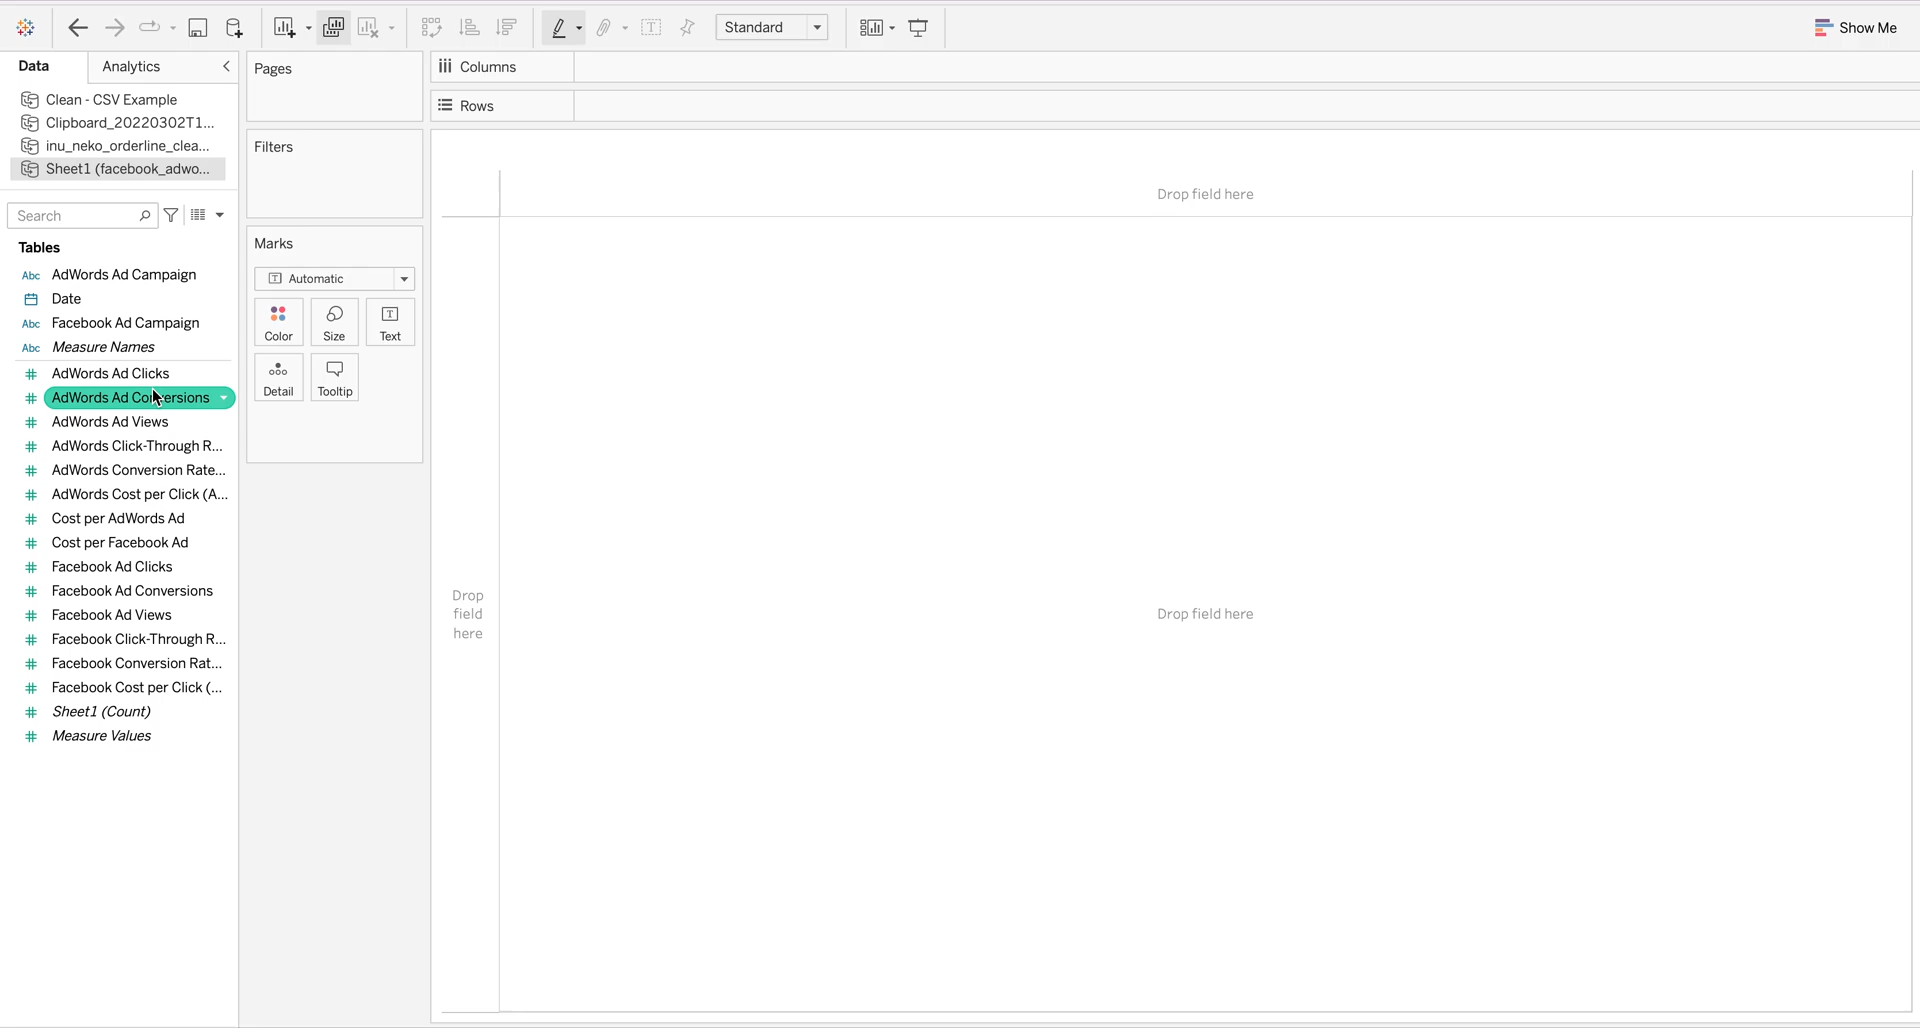 Standard
Show Me
Data
Analytics
Clean - CSV Example
Clipboard_20220302T1...
inu_neko_orderline_clea...
Sheet1 (facebook_adwo...
Search
Tables
Abc AdWords Ad Campaign
Date
Abc Facebook Ad Campaign
Abc Measure Names
AdWords Ad Clicks
AdWords Ad Conversions
AdWords Ad Views
AdWords Click-Through R...
AdWords Conversion Rate...
AdWords Cost per Click (A...
Cost per AdWords Ad
Cost per Facebook Ad
Facebook Ad Clicks
Facebook Ad Conversions
Facebook Ad Views
Facebook Click-Through R...
Facebook Conversion Rat...
Facebook Cost per Click (...
Sheet1 (Count)
Measure Values
Pages
Filters
Marks
Automatic
Color
Size
Text
Detail
Tooltip
Columns
Rows
Drop field here
Drop
field
here
Drop field here